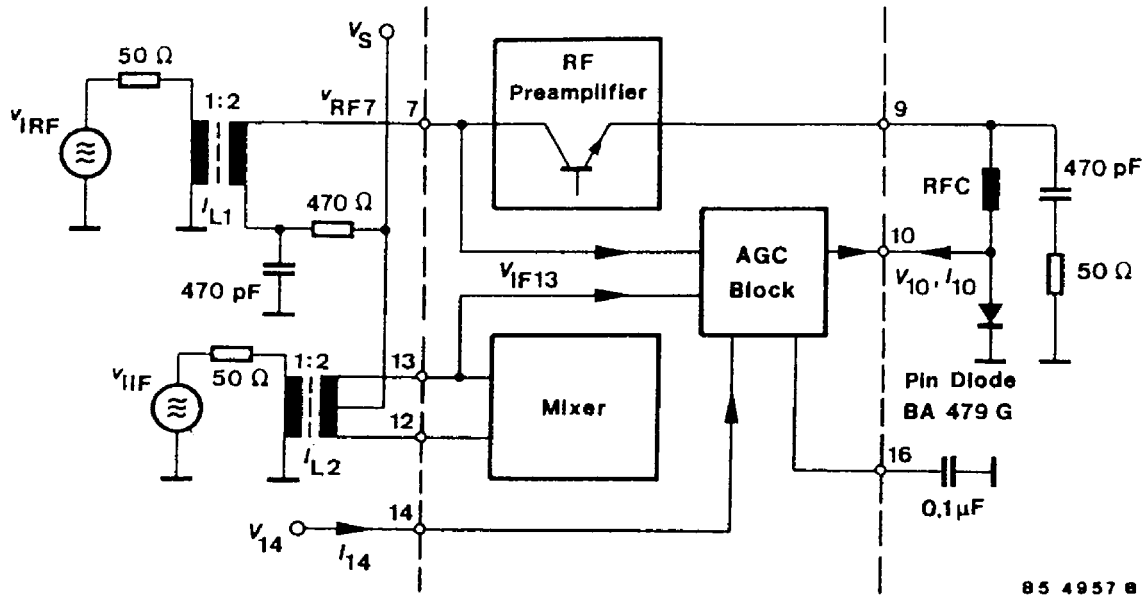 V_S
50 Ω
RF
Preamplifier
v_IRF
1:2
v_RF7
7
9
470 pF
RFC
I_L1
470 Ω
AGC
Block
10
V_10, I_10
50 Ω
470 pF
V_IF13
v_IIF
50 Ω
1:2
13
Mixer
12
Pin Diode
BA 479 G
I_L2
16
0,1 µF
V_14
I_14
14
85 4957 e